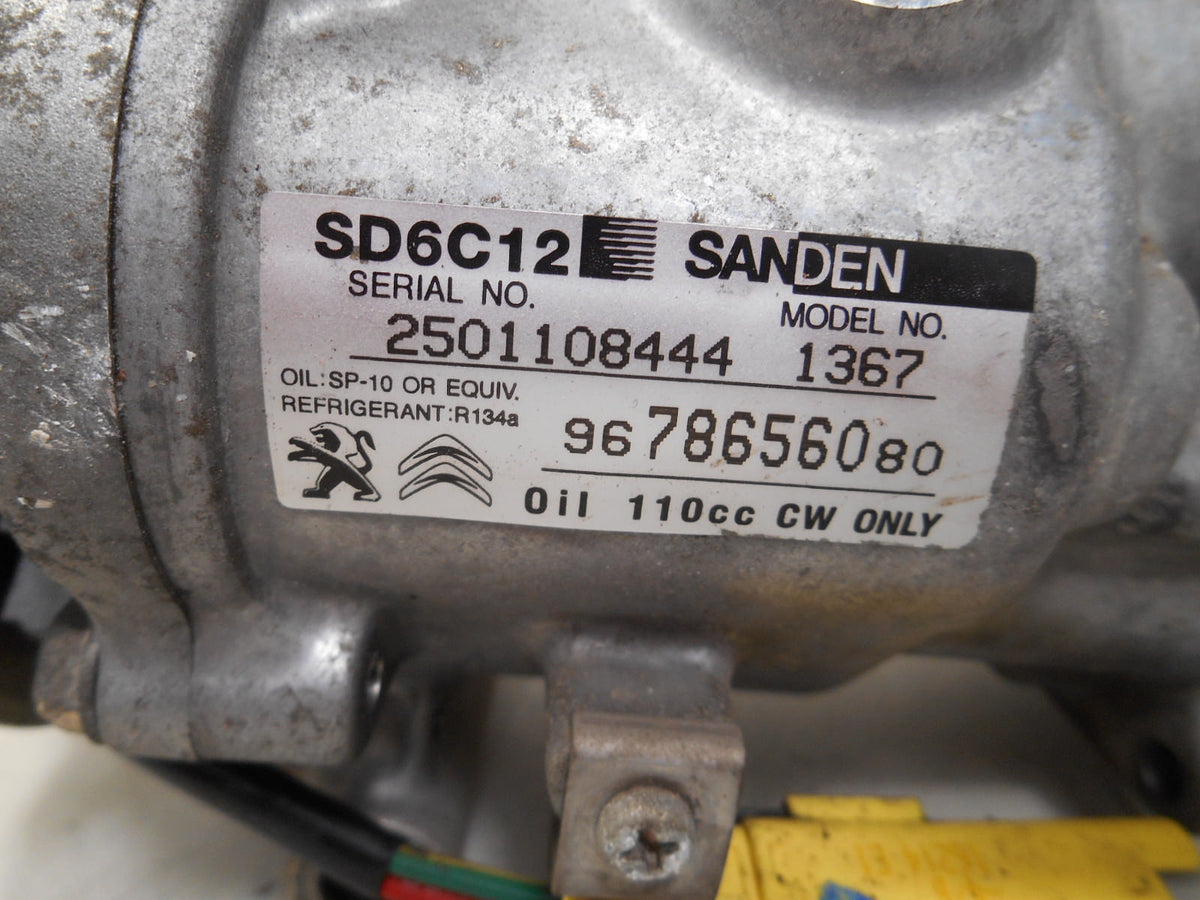 SD6C12 SANDEN
SERIAL NO. MODEL NO.
2501108444 1367
OIL:SP-10 OR EQUIV.
REFRIGERANT:R134a
9678656080
Oil 110cc CW ONLY